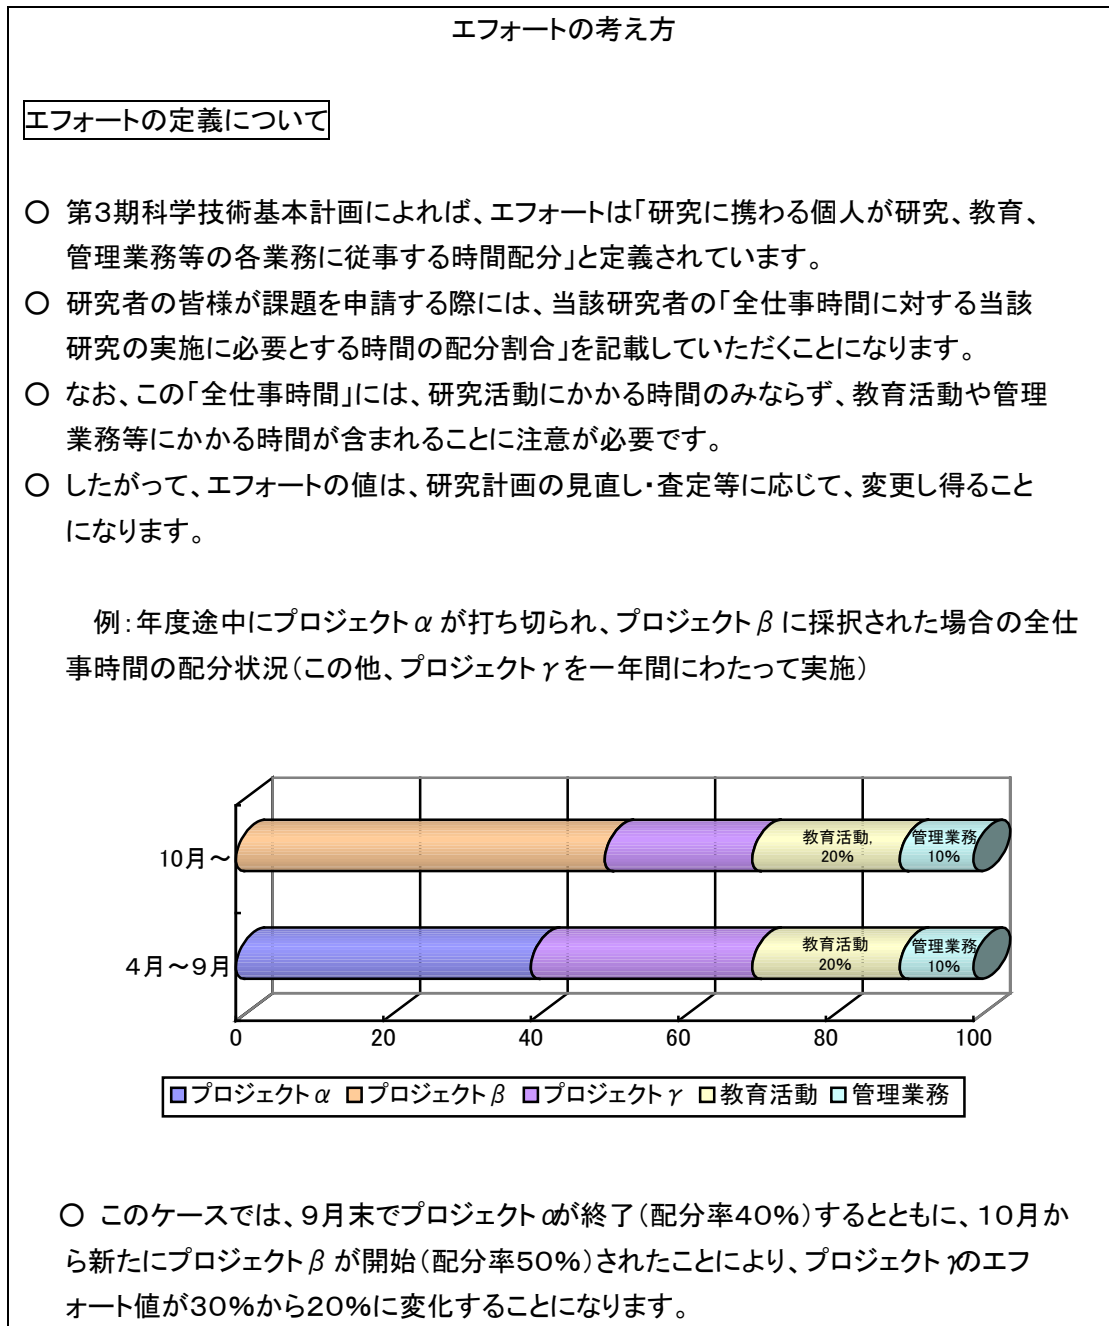 エフォートの考え方
エフォートの定義について
○ 第3期科学技術基本計画によれば、エフォートは「研究に携わる個人が研究、教育、
管理業務等の各業務に従事する時間配分」と定義されています。
○ 研究者の皆様が課題を申請する際には、当該研究者の「全仕事時間に対する当該
研究の実施に必要とする時間の配分割合」を記載していただくことになります。
○ なお、この「全仕事時間」には、研究活動にかかる時間のみならず、教育活動や管理
業務等にかかる時間が含まれることに注意が必要です。
○ したがって、エフォートの値は、研究計画の見直し・査定等に応じて、変更し得ること
になります。
例：年度途中にプロジェクトαが打ち切られ、プロジェクトβに採択された場合の全仕
事時間の配分状況（この他、プロジェクトγを一年間にわたって実施）
10月～
教育活動,
20%
管理業務
10%
4月～9月
教育活動
20%
管理業務
10%
0 20 40 60 80 100
プロジェクトα プロジェクトβ プロジェクトγ 教育活動 管理業務
○ このケースでは、9月末でプロジェクトαが終了（配分率40%）するとともに、10月か
ら新たにプロジェクトβが開始（配分率50%）されたことにより、プロジェクトγのエフ
ォート値が30%から20%に変化することになります。